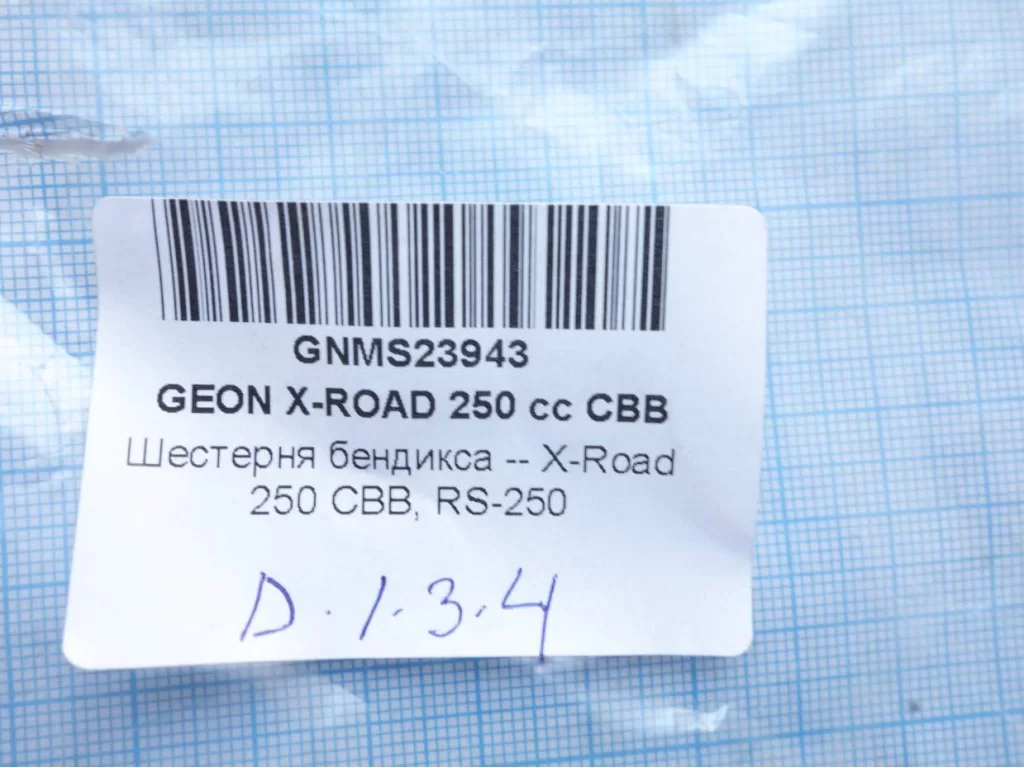 GNMS23943
GEON X-ROAD 250 cc CBB
Шестерня бендикса -- X-Road
250 CBB, RS-250
D.1.3.4